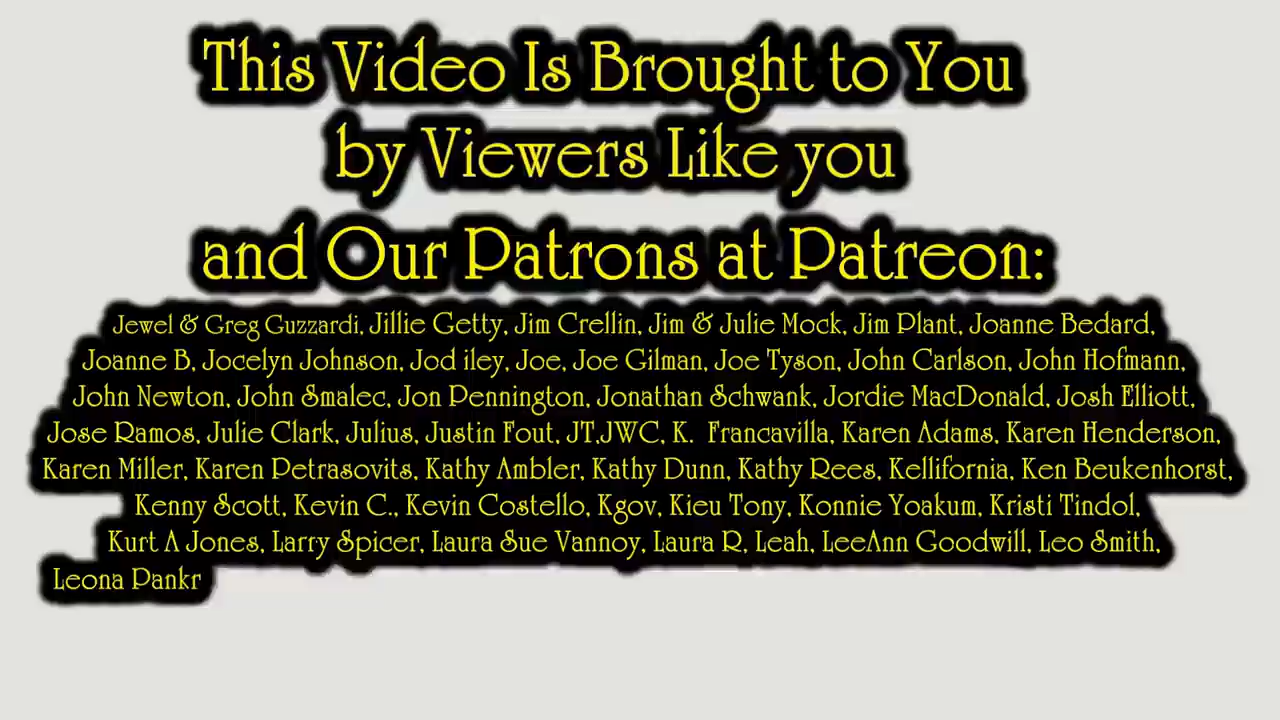 This Video Is Brought to You
by Viewers Like you
and Our Patrons at Patreon:
Jewel & Greg Guzzardi, Jillie Getty, Jim Crellin, Jim & Julie Mock, Jim Plant, Joanne Bedard,
Joanne B, Jocelyn Johnson, Jod iley, Joe, Joe Gilman, Joe Tyson, John Carlson, John Hofmann,
John Newton, John Smalec, Jon Pennington, Jonathan Schwank, Jordie MacDonald, Josh Elliott,
Jose Ramos, Julie Clark, Julius, Justin Fout, JT,JWC, K. Francavilla, Karen Adams, Karen Henderson,
Karen Miller, Karen Petrasovits, Kathy Ambler, Kathy Dunn, Kathy Rees, Kellifornia, Ken Beukenhorst,
Kenny Scott, Kevin C., Kevin Costello, Kgov, Kieu Tony, Konnie Yoakum, Kristi Tindol,
Kurt A Jones, Larry Spicer, Laura Sue Vannoy, Laura R, Leah, LeeAnn Goodwill, Leo Smith,
Leona Pankr